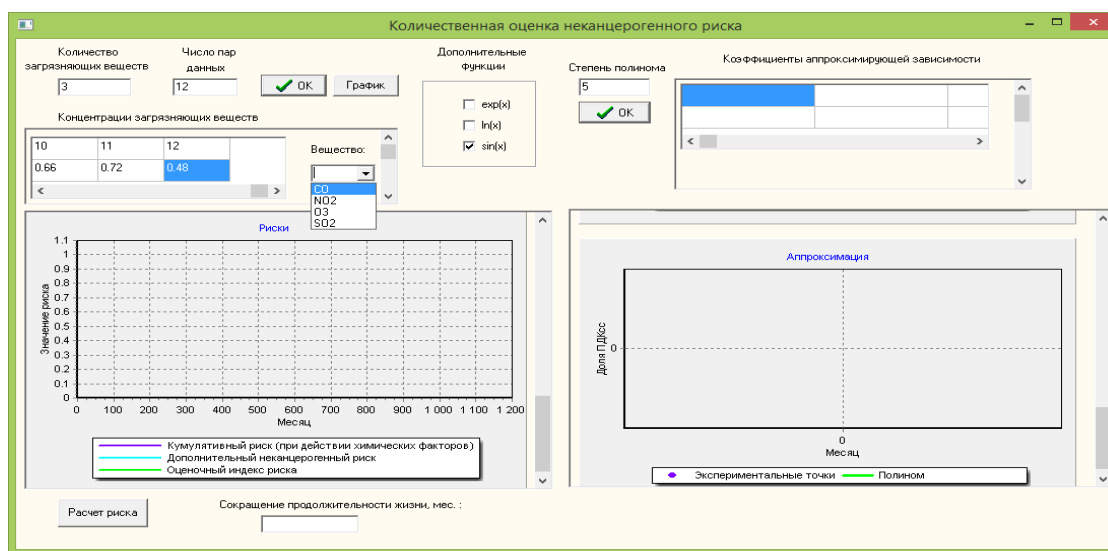 Количественная оценка неканцерогенного риска
Количество
загрязняющих веществ
3
Число пар
данных
12
OK
График
Дополнительные
функции
exp(x)
ln(x)
sin(x)
Степень полинома
5
OK
Коэффициенты аппроксимирующей зависимости
Концентрации загрязняющих веществ
10 11 12
0.66 0.72 0.48
Вещество:
CO
NO2
O3
SO2
Риски
Значение риска
1.1
1
0.9
0.8
0.7
0.6
0.5
0.4
0.3
0.2
0.1
0
0 100 200 300 400 500 600 700 800 900 1 000 1 100 1 200
Месяц
Кумулятивный риск (при действии химических факторов)
Дополнительный неканцерогенный риск
Оценочный индекс риска
Аппроксимация
Доля ПДКсс
0
0
Месяц
Экспериментальные точки Полином
Расчет риска
Сокращение продолжительности жизни, мес. :